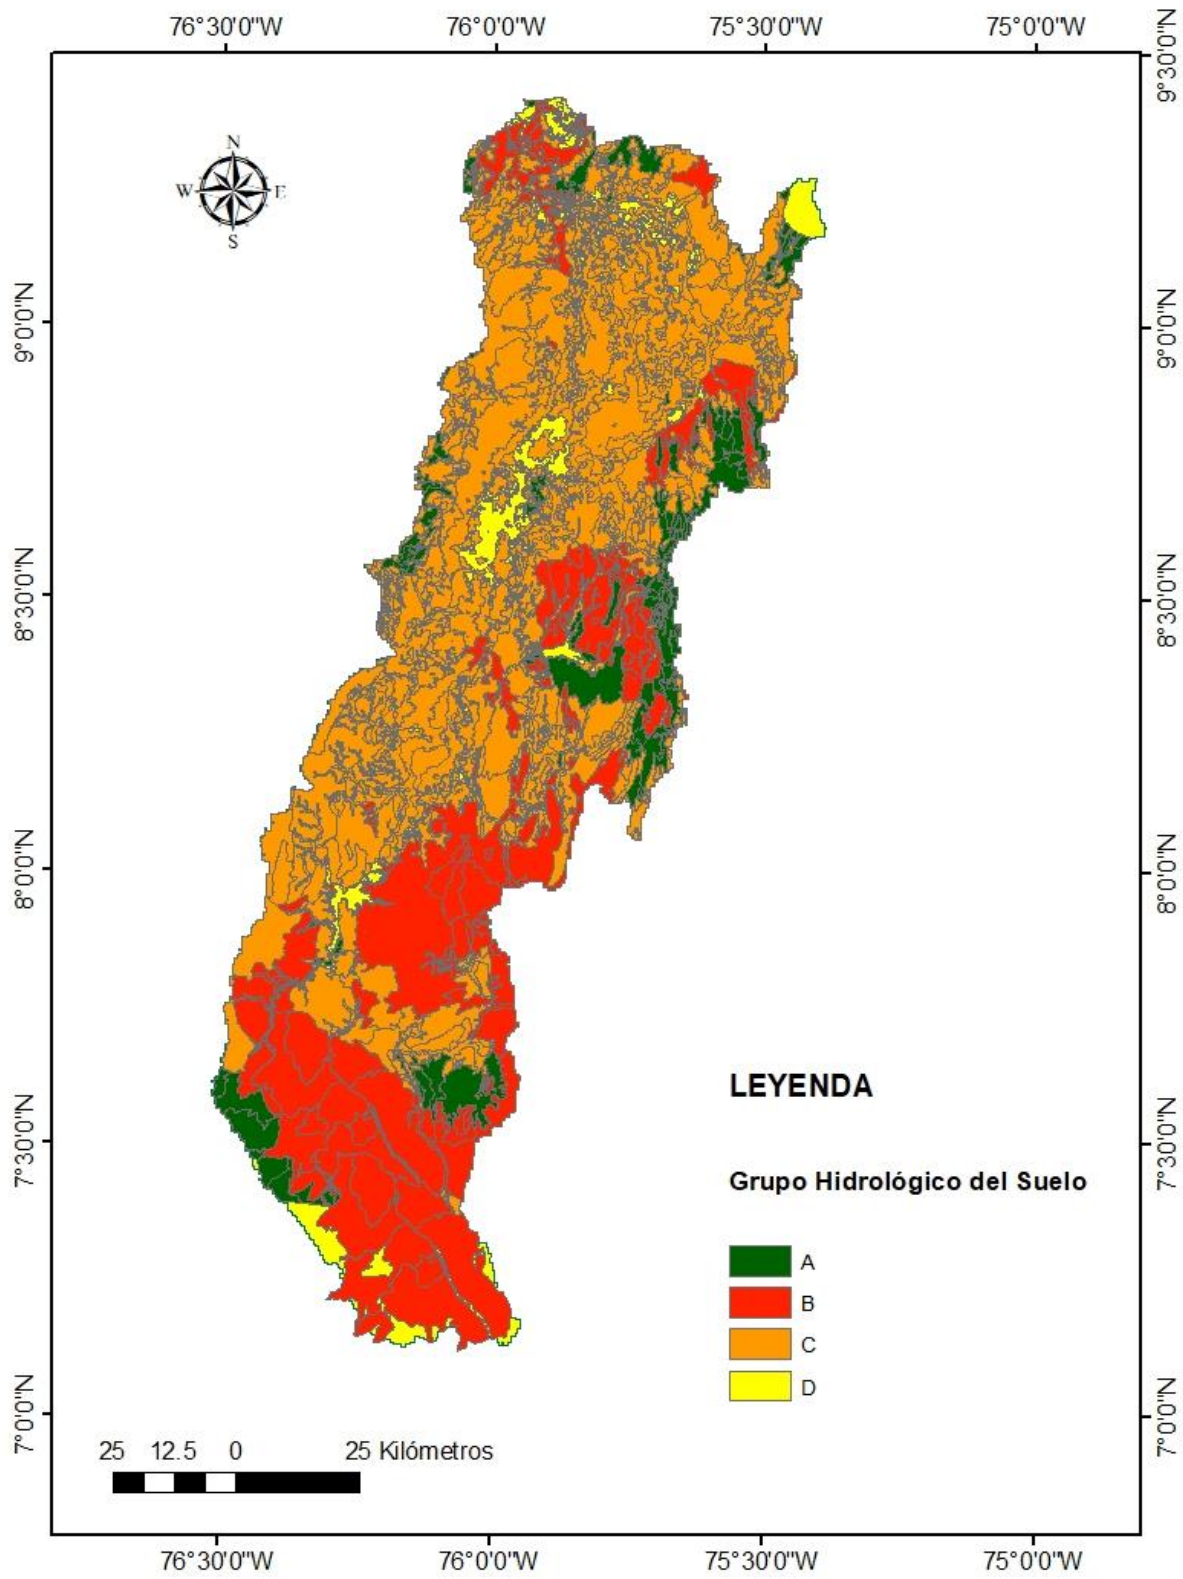 76°30'0"W 76°0'0"W 75°30'0"W 75°0'0"W
9°30'0"N
N
W E
S
9°0'0"N 9°0'0"N
8°30'0"N 8°30'0"N
8°0'0"N 8°0'0"N
LEYENDA
7°30'0"N 7°30'0"N
Grupo Hidrológico del Suelo
A
B
C
D
7°0'0"N 7°0'0"N
25 12.5 0 25 Kilómetros
76°30'0"W 76°0'0"W 75°30'0"W 75°0'0"W